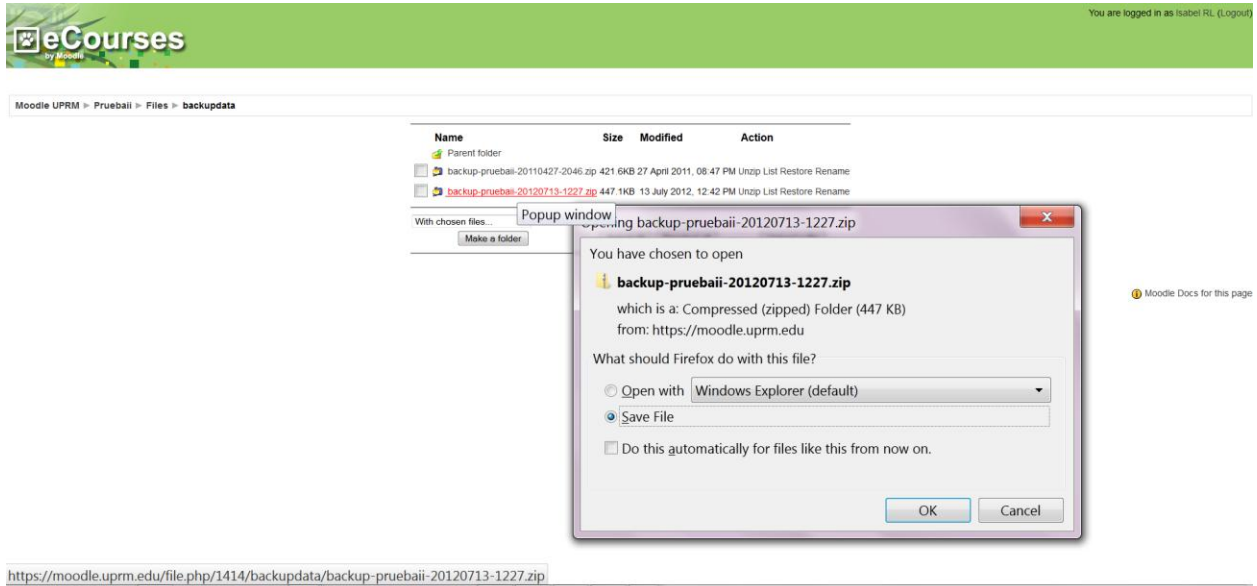 You are logged in as Isabel RL (Logout)
eCourses
by Moodle
Moodle UPRM ► Pruebaii ► Files ► backupdata
Name Size Modified Action
Parent folder
backup-pruebaii-20110427-2046.zip 421.6KB 27 April 2011, 08:47 PM Unzip List Restore Rename
backup-pruebaii-20120713-1227.zip 447.1KB 13 July 2012, 12:42 PM Unzip List Restore Rename
With chosen files...
Popup window
Make a folder
Opening backup-pruebaii-20120713-1227.zip
X
You have chosen to open
backup-pruebaii-20120713-1227.zip
which is a: Compressed (zipped) Folder (447 KB)
from: https://moodle.uprm.edu
What should Firefox do with this file?
Open with Windows Explorer (default)
Save File
Do this automatically for files like this from now on.
OK Cancel
Moodle Docs for this page
https://moodle.uprm.edu/file.php/1414/backupdata/backup-pruebaii-20120713-1227.zip